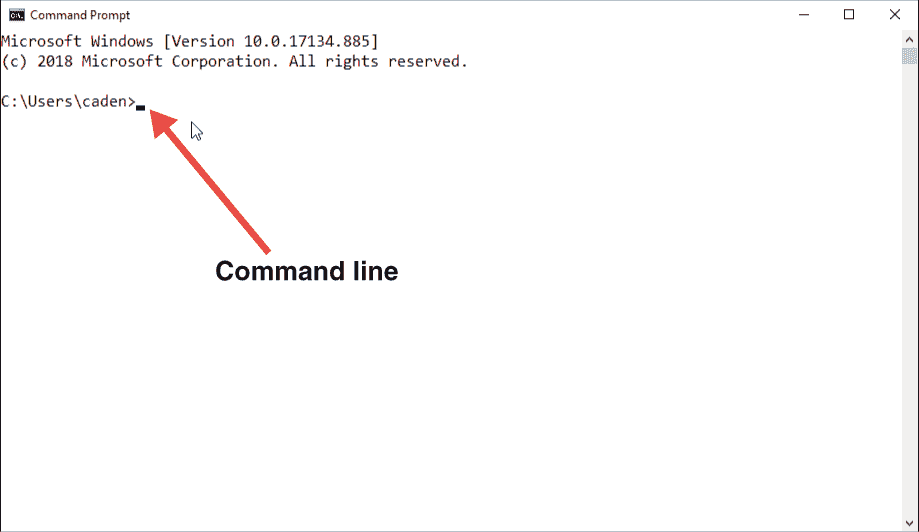 Command Prompt
Microsoft Windows [Version 10.0.17134.885]
(c) 2018 Microsoft Corporation. All rights reserved.
C:\Users\caden>
Command line